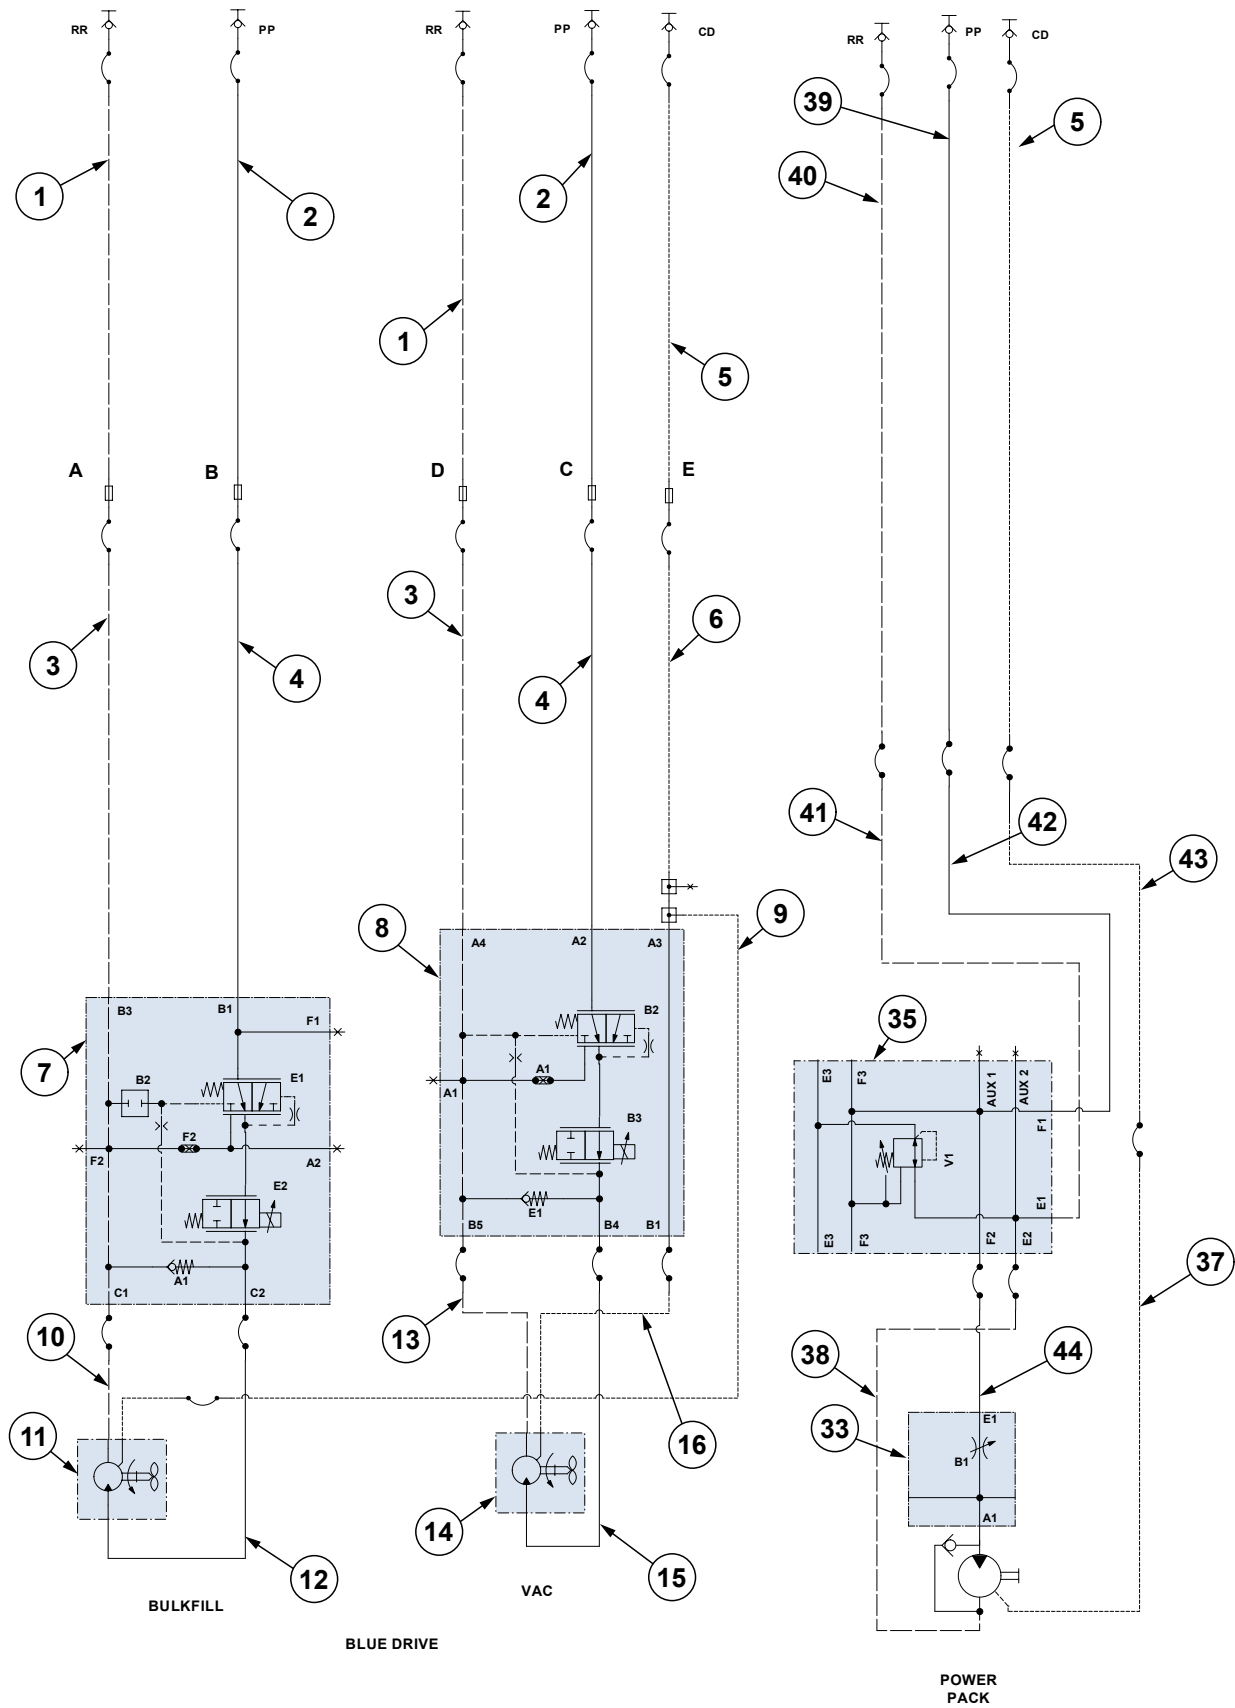 RR
PP
RR
PP
CD
RR
PP
CD
39
5
1
2
2
40
1
5
A
B
D
C
E
3
6
3
4
4
41
42
43
9
8
A4
A2
A3
B2
A1
A1
B3
E1
B5
B4
B1
7
B3
B1
F1
B2
E1
F2
F2
A2
E2
A1
C1
C2
35
E3
F3
AUX 1
AUX 2
F1
V1
E1
E3
F3
F2
E2
37
10
13
38
44
11
16
33
E1
B1
A1
14
12
15
BULKFILL
VAC
BLUE DRIVE
POWER
PACK